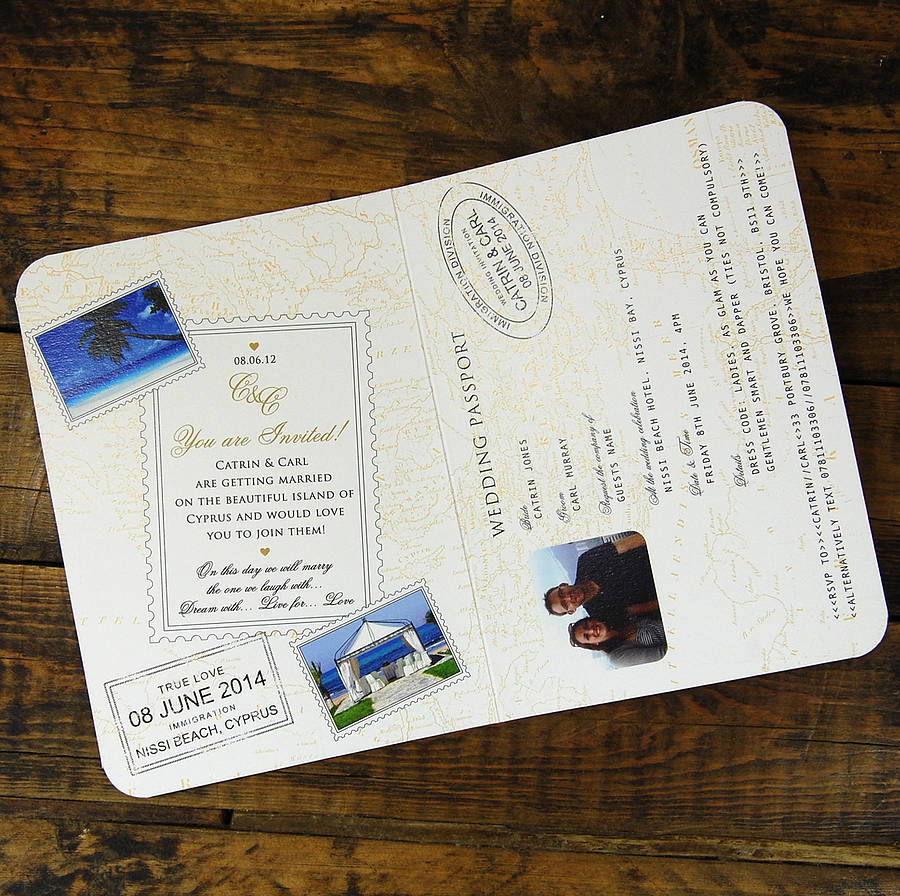 08.06.12
C&C
You are Invited!
CATRIN & CARL
ARE GETTING MARRIED
ON THE BEAUTIFUL ISLAND OF
CYPRUS AND WOULD LOVE
YOU TO JOIN THEM!
On this day we will marry
the one we laugh with...
Dream with... Live for... Love
TRUE LOVE
08 JUNE 2014
IMMIGRATION
NISSI BEACH, CYPRUS
IMMIGRATION DIVISION
WEDDING INVITATION
CATRIN & CARL
08 JUNE 2014
IMMIGRATION DIVISION
WEDDING PASSPORT
Bride
CATRIN JONES
Groom
CARL MURRAY
Request the company of
GUESTS NAME
At the wedding celebration
NISSI BEACH HOTEL, NISSI BAY, CYPRUS
Date & Time
FRIDAY 8TH JUNE 2014, 4PM
Details
DRESS CODE: LADIES, AS GLAM AS YOU CAN
GENTLEMEN SMART AND DAPPER (TIES NOT COMPULSORY)
<<<RSVP TO>><<CATRIN//CARL<>33 PORTBURY GROVE, BRISTOL, BS11 9TH>>>
<<ALTERNATIVELY TEXT 07811103306//07811103306>>WE HOPE YOU CAN COME!>>